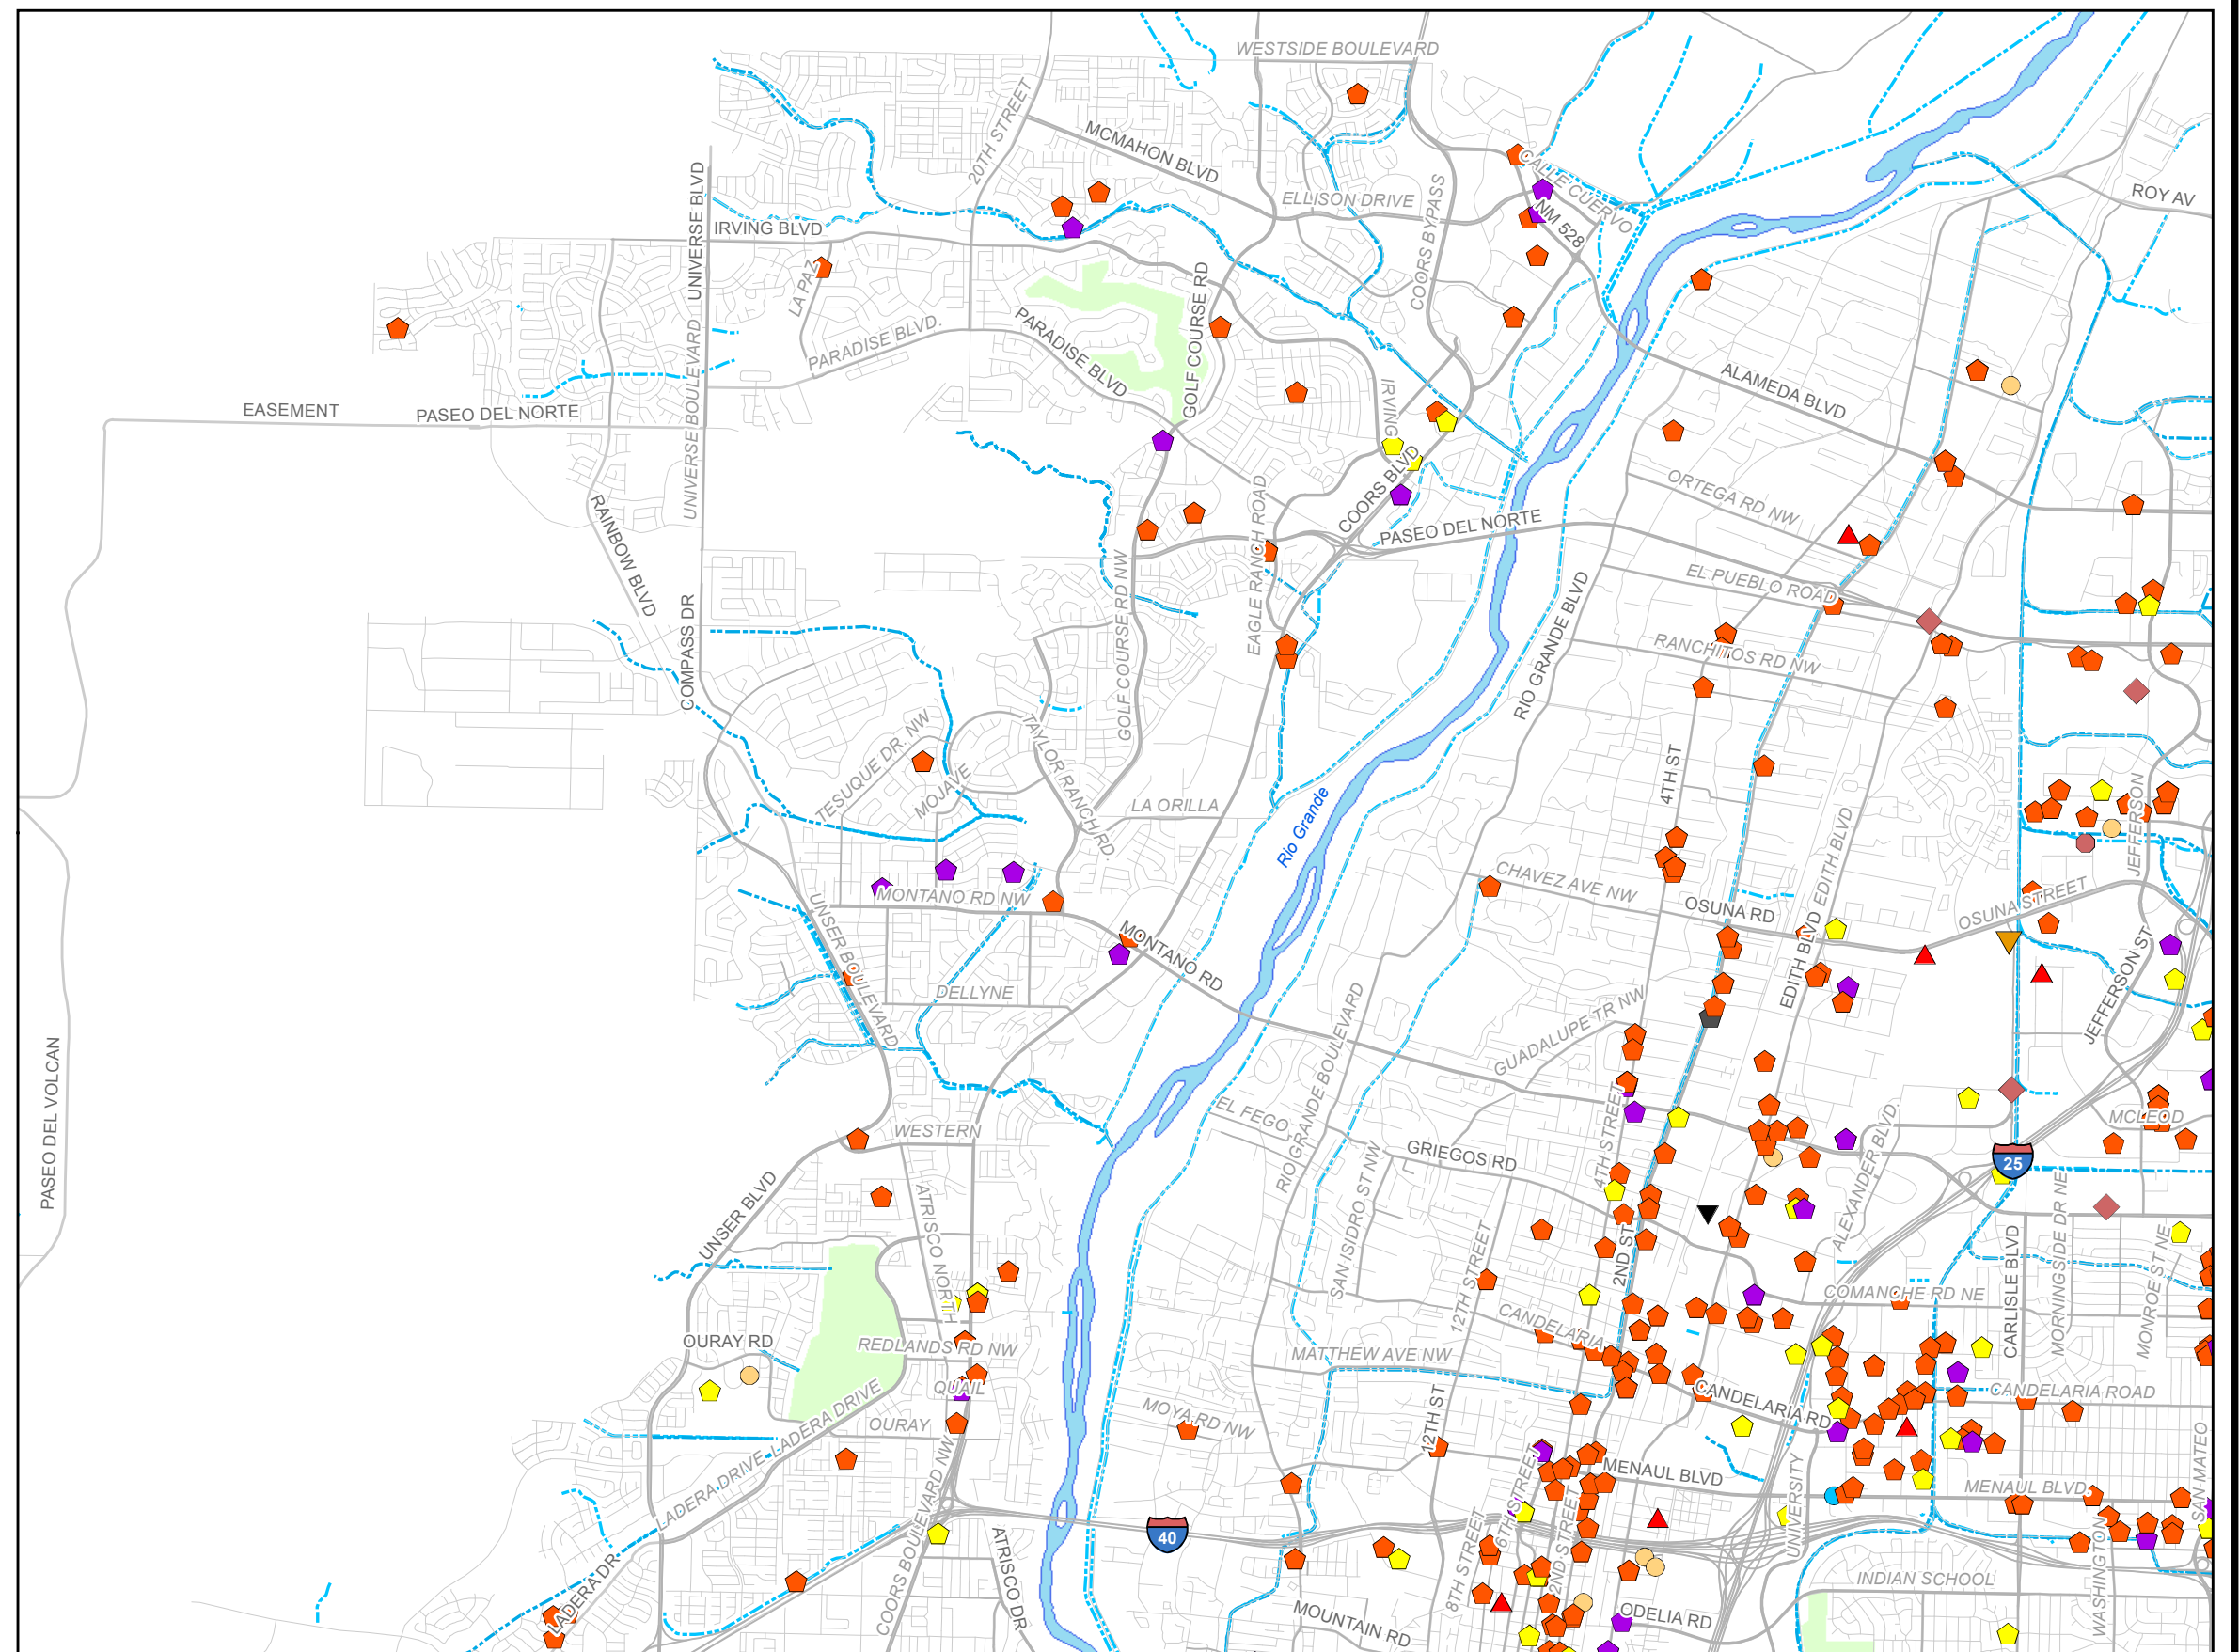 WESTSIDE BOULEVARD
20TH STREET
MCMAHON BLVD
CALLE CUERVO
ELLISON DRIVE
COORS BYPASS
NM 528
ROY AV
UNIVERSE BLVD
IRVING BLVD
LA PAZ
PARADISE BLVD.
PARADISE BLVD
GOLF COURSE RD
UNIVERSE BOULEVARD
ALAMEDA BLVD
EASEMENT
PASEO DEL NORTE
IRVING
COORS BLVD
ORTEGA RD NW
RAINBOW BLVD
EAGLE RANCH ROAD
PASEO DEL NORTE
EL PUEBLO ROAD
COMPASS DR
GOLF COURSE RD NW
RIO GRANDE BLVD
RANCHITOS RD NW
TESUQUE DR. NW
MOJAVE
TAYLOR RANCH RD.
LA ORILLA
4TH ST
Rio Grande
EDITH BLVD
JEFFERSON
CHAVEZ AVE NW
OSUNA RD
OSUNA STREET
MONTANO RD NW
UNSER BOULEVARD
MONTANO RD
EDITH BLVD
JEFFERSON ST
DELLYNE
GUADALUPE TR NW
RIO GRANDE BOULEVARD
PASEO DEL VOLCAN
4TH STREET
EL FEGO
MCLEOD
WESTERN
GRIEGOS RD
ALEXANDER BLVD.
25
UNSER BLVD
ATRISCO NORTH
SAN ISIDRO ST NW
12TH STREET
2ND ST
CARLISLE BLVD
MORNINGSIDE DR NE
MONROE ST NE
COMANCHE RD NE
CANDELARIA
OURAY RD
REDLANDS RD NW
MATTHEW AVE NW
QUAIL
CANDELARIA RD
CANDELARIA ROAD
LADERA DRIVE
OURAY
MOYA RD NW
12TH ST
LADERA DRIVE
COORS BOULEVARD NW
6TH STREET
MENAUL BLVD
MENAUL BLVD.
SAN MATEO
UNIVERSITY
40
8TH STREET
2ND STREET
WASHINGTON
ATRISCO DR
LADERA DR
INDIAN SCHOOL
MOUNTAIN RD
ODELIA RD